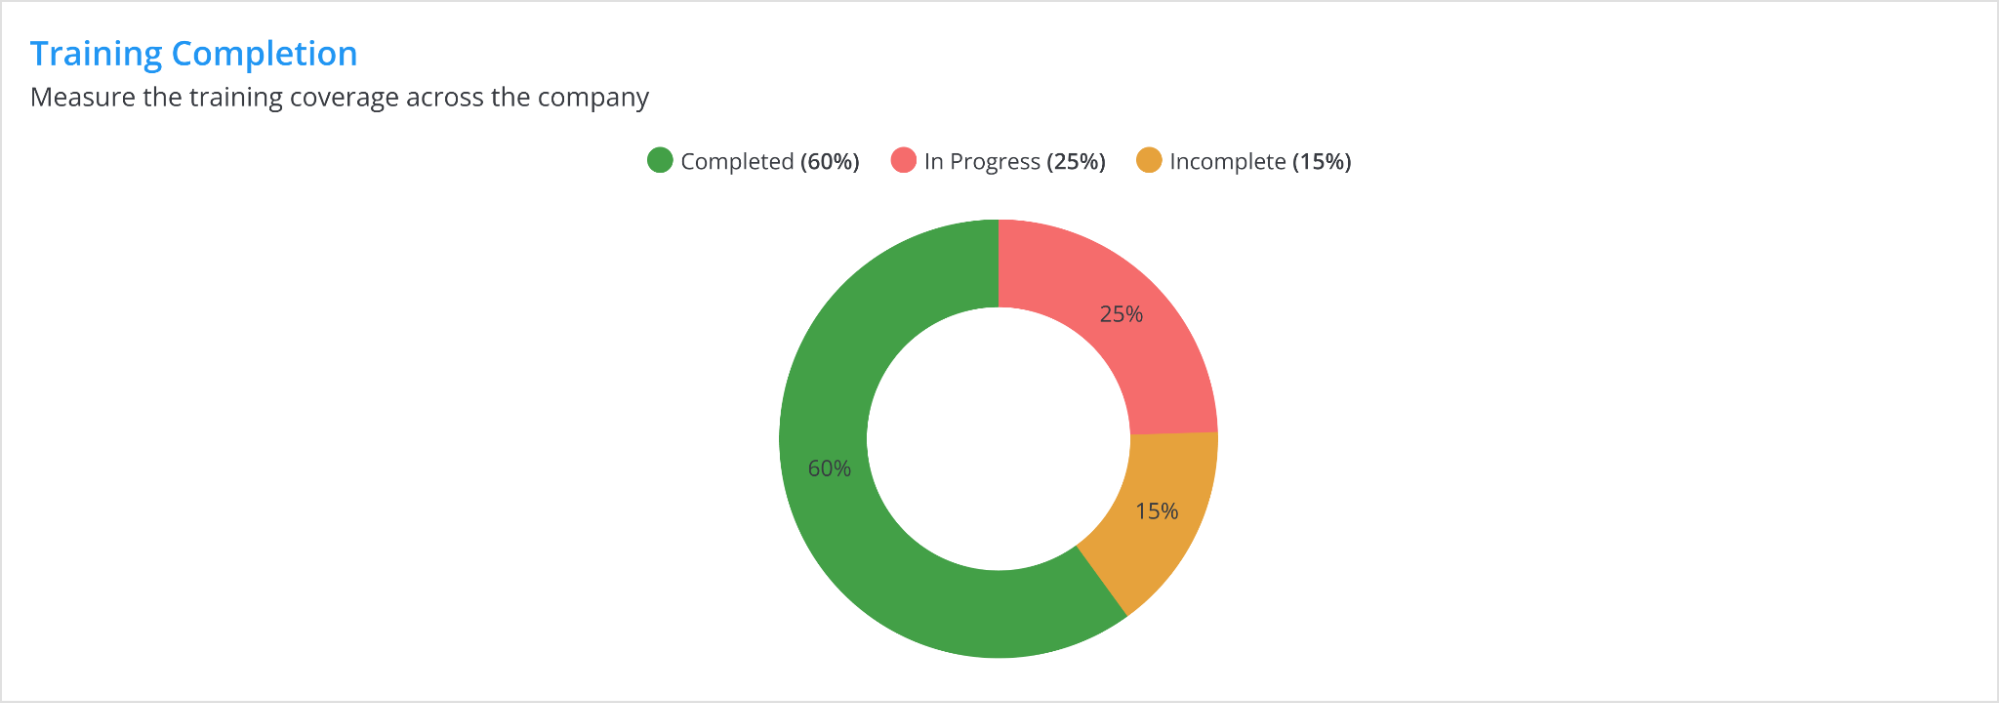 Training Completion
Measure the training coverage across the company
Completed (60%) In Progress (25%) Incomplete (15%)
25%
60%
15%